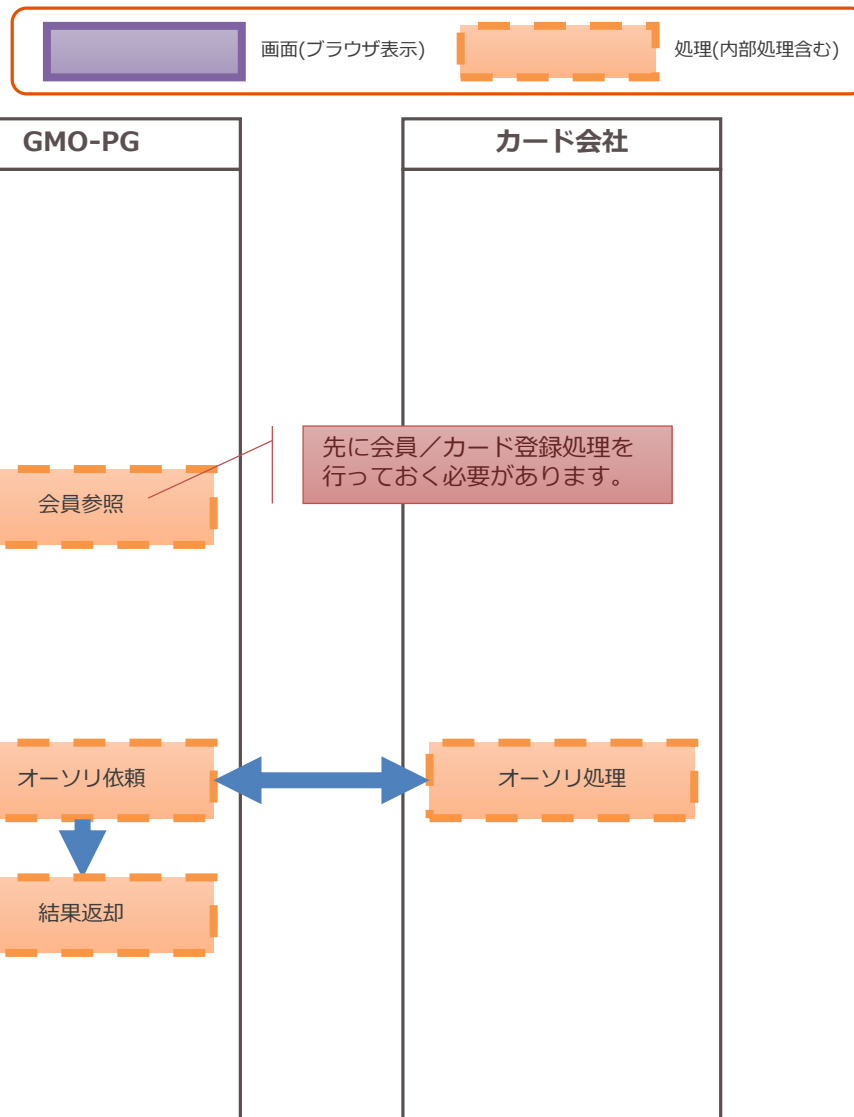 画面(ブラウザ表示)
処理(内部処理含む)
GMO-PG
カード会社
先に会員／カード登録処理を
行っておく必要があります。
会員参照
オーソリ依頼
オーソリ処理
結果返却